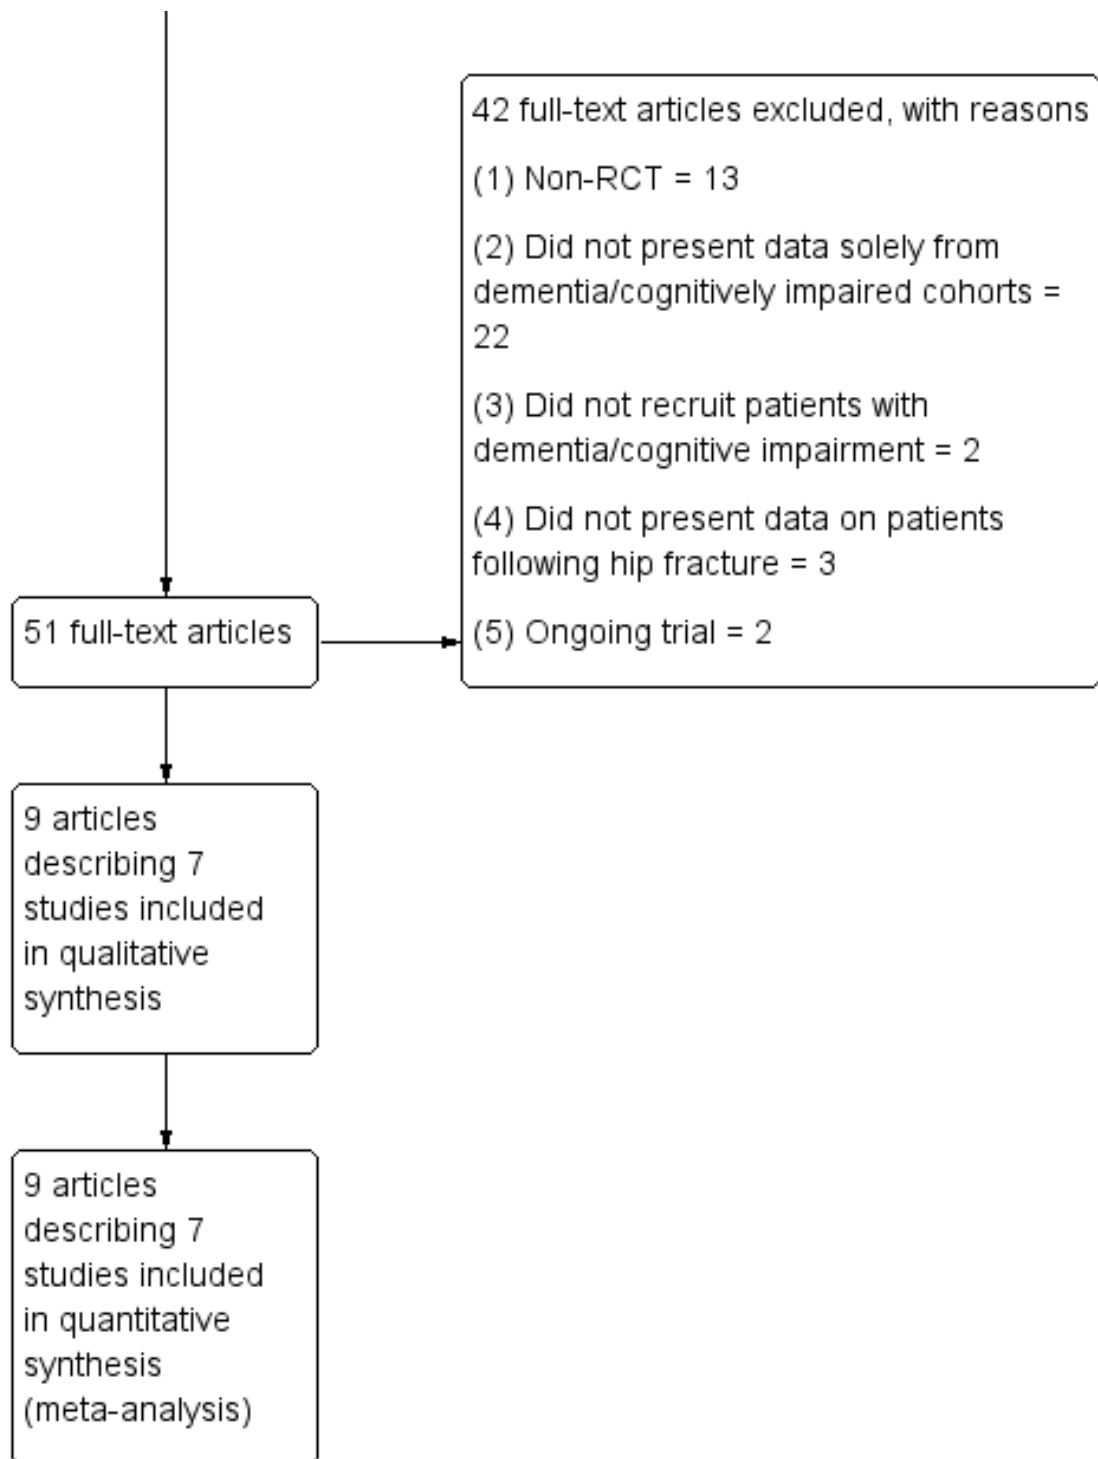 42 full-text articles excluded, with reasons
(1) Non-RCT = 13
(2) Did not present data solely from
dementia/cognitively impaired cohorts =
22
(3) Did not recruit patients with
dementia/cognitive impairment = 2
(4) Did not present data on patients
following hip fracture = 3
(5) Ongoing trial = 2
51 full-text articles
9 articles
describing 7
studies included
in qualitative
synthesis
9 articles
describing 7
studies included
in quantitative
synthesis
(meta-analysis)